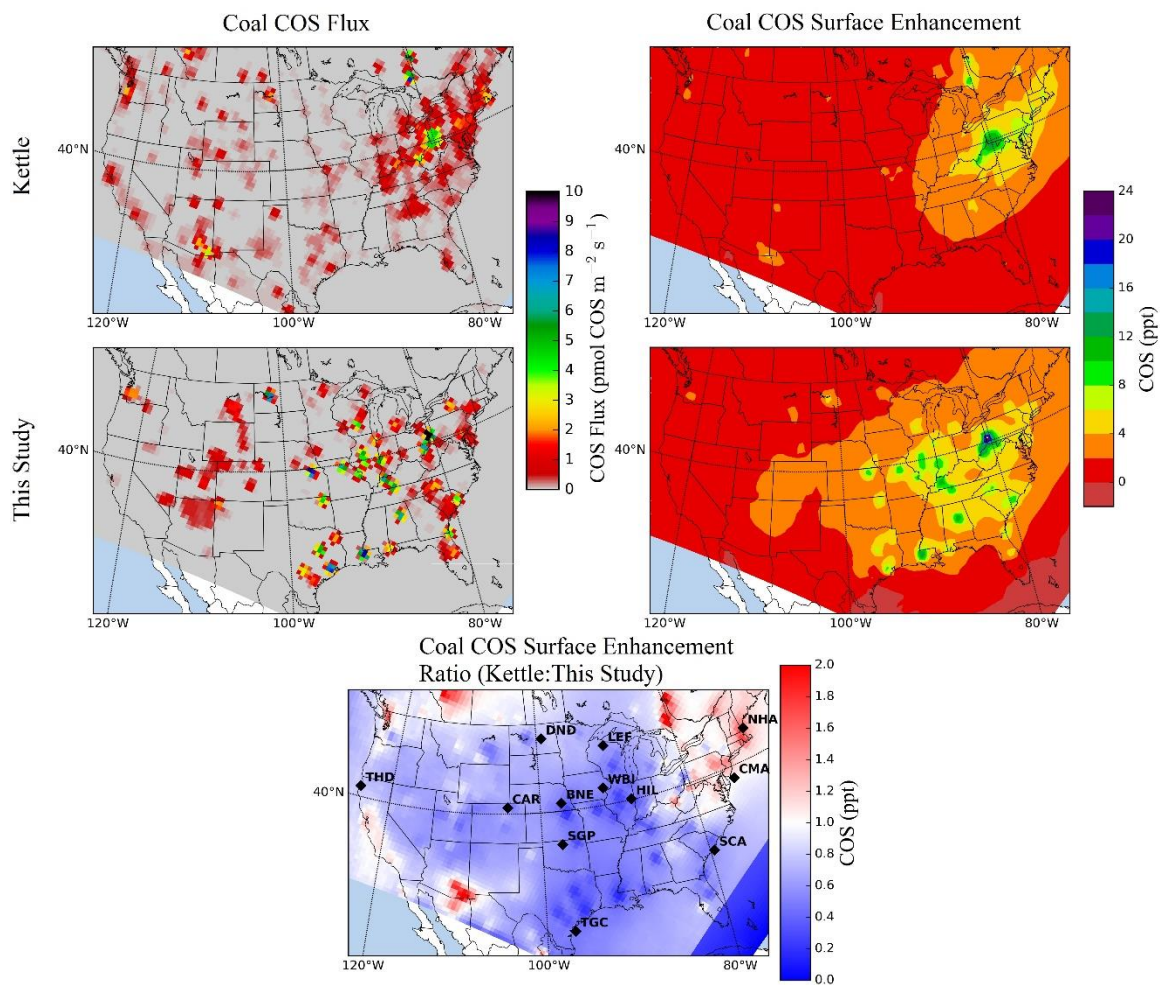 Coal COS Flux
Coal COS Surface Enhancement
Kettle
40°N
40°N
120°W
100°W
80°W
120°W
100°W
80°W
This Study
40°N
40°N
120°W
100°W
80°W
120°W
100°W
80°W
10
9
8
7
6
5
4
3
2
1
0
COS Flux (pmol COS m⁻² s⁻¹)
24
20
16
12
8
4
0
COS (ppt)
Coal COS Surface Enhancement
Ratio (Kettle:This Study)
40°N
NHA
DND
LEF
CMA
THD
WBI
HIL
CAR
BNE
SGP
SCA
TGC
120°W
100°W
80°W
2.0
1.8
1.6
1.4
1.2
1.0
0.8
0.6
0.4
0.2
0.0
COS (ppt)